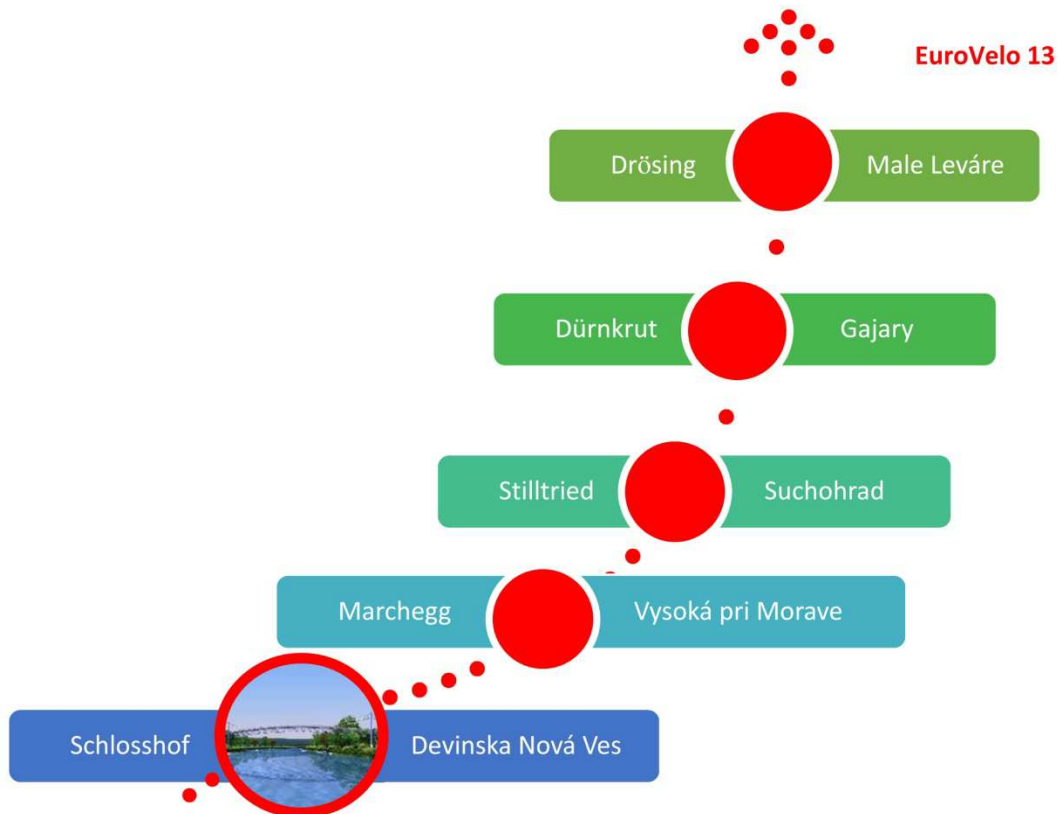 EuroVelo 13
Drösing Male Leváre
Dürnkrut Gajary
Stilltried Suchohrad
Marchegg Vysoká pri Morave
Schlosshof Devinska Nová Ves